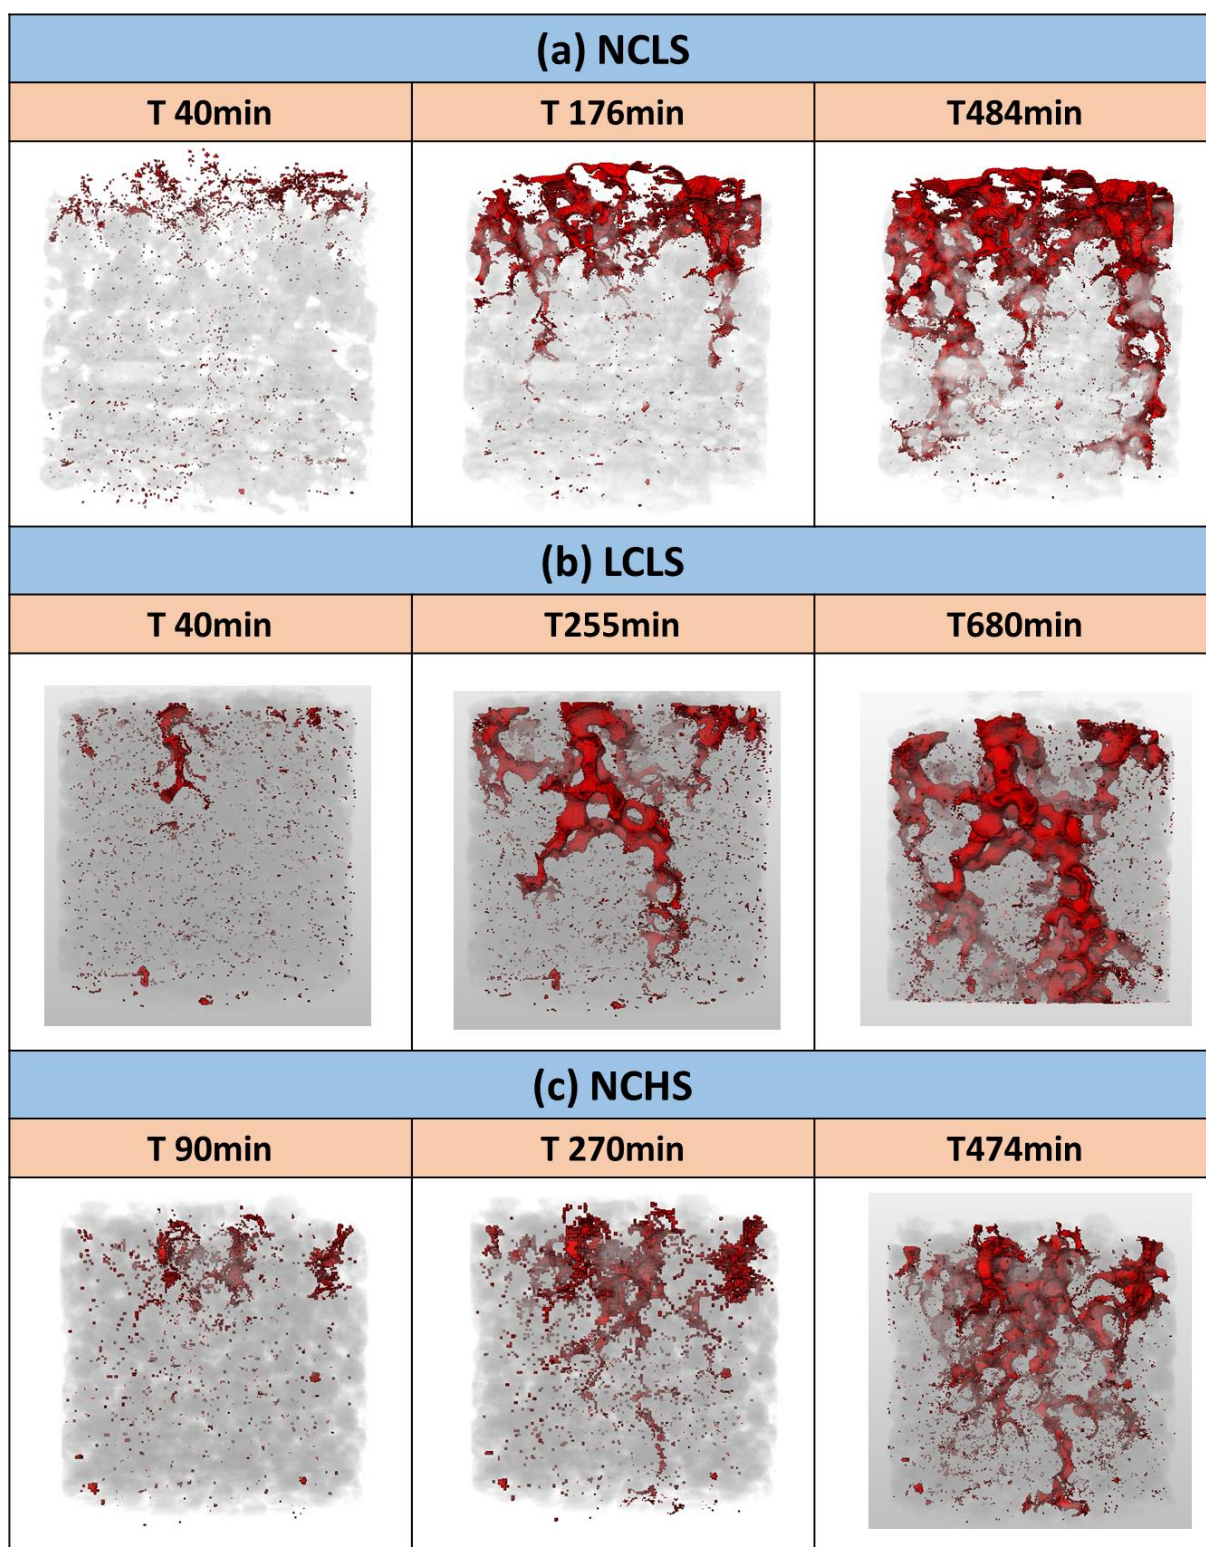 (a) NCLS
T 40min T 176min T484min
(b) LCLS
T 40min T255min T680min
(c) NCHS
T 90min T 270min T474min